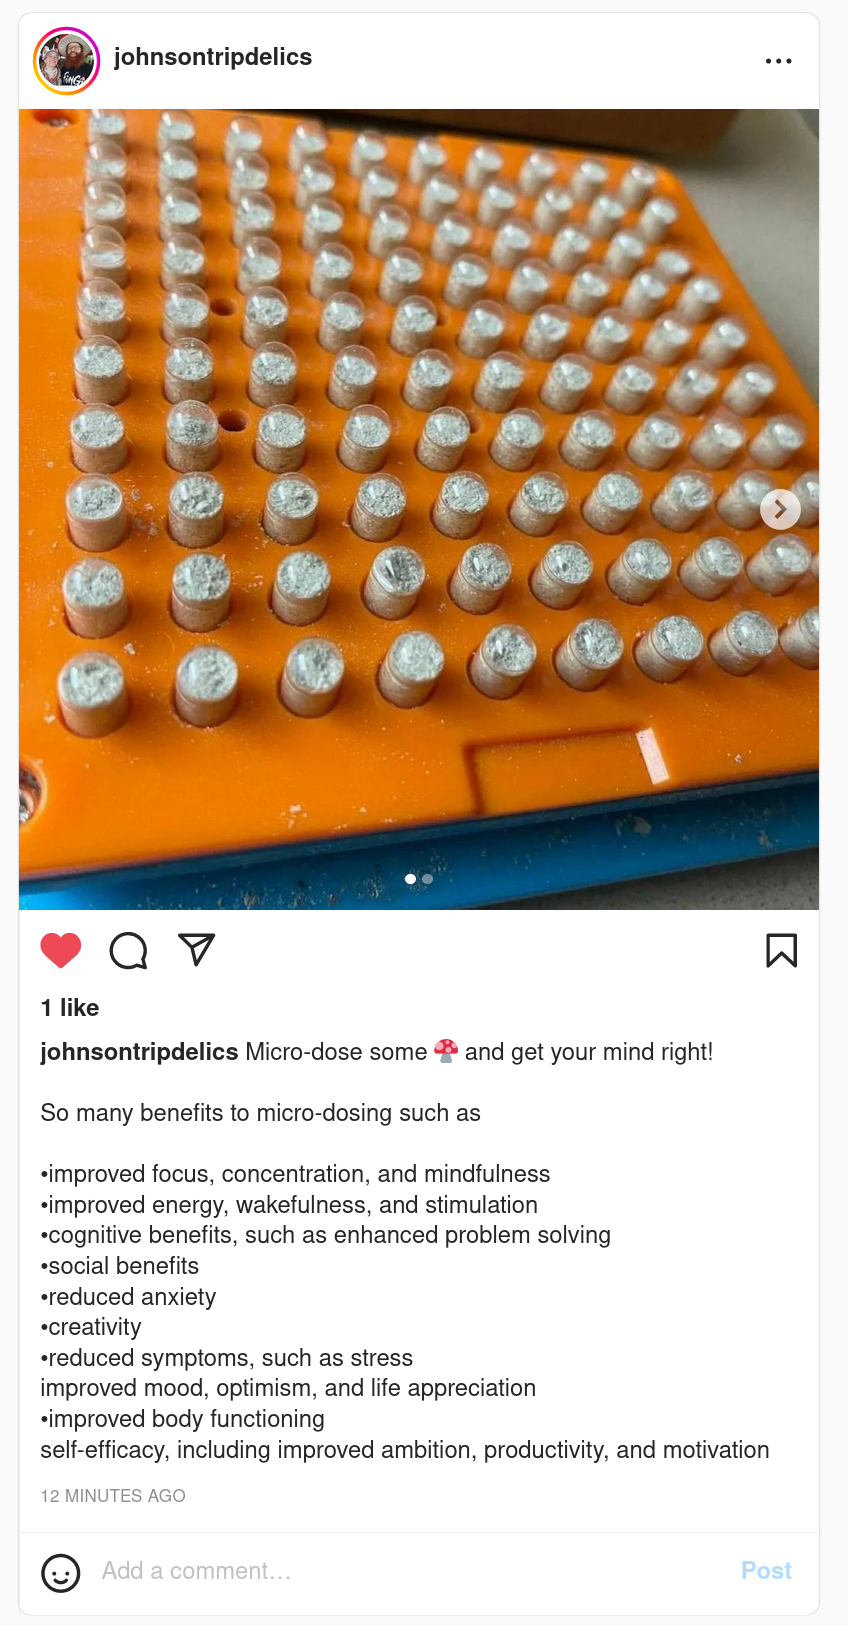 johnsontripdelics
1 like
johnsontripdelics Micro-dose some 🍄 and get your mind right!
So many benefits to micro-dosing such as
•improved focus, concentration, and mindfulness
•improved energy, wakefulness, and stimulation
•cognitive benefits, such as enhanced problem solving
•social benefits
•reduced anxiety
•creativity
•reduced symptoms, such as stress
improved mood, optimism, and life appreciation
•improved body functioning
self-efficacy, including improved ambition, productivity, and motivation
12 MINUTES AGO
Add a comment…
Post